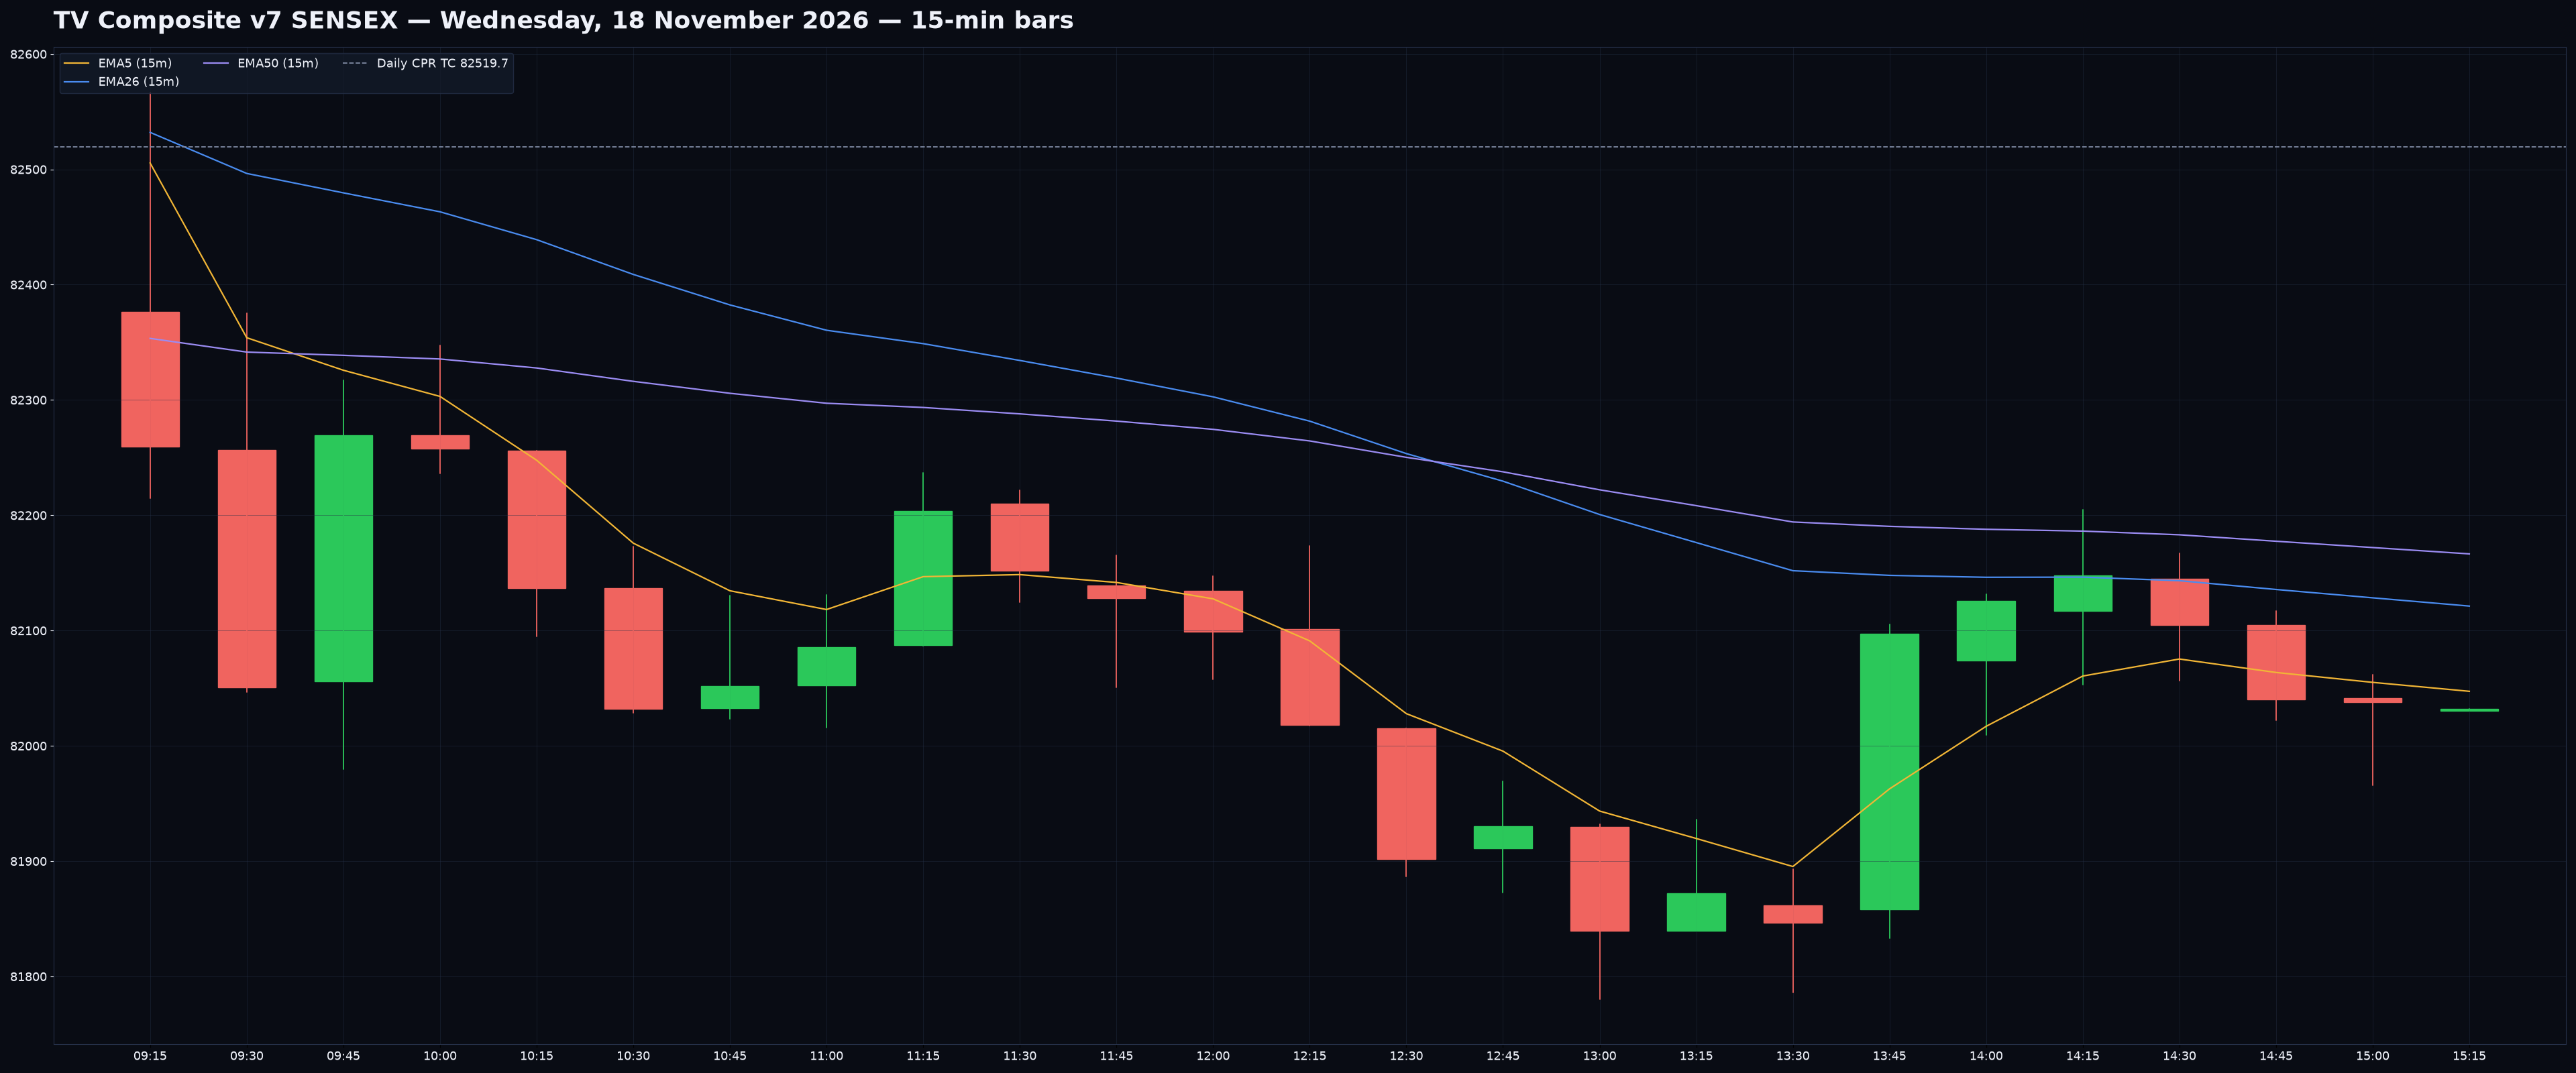 TV Composite v7 SENSEX — Wednesday, 18 November 2026 — 15-min bars
EMA5 (15m) EMA50 (15m) Daily CPR TC 82519.7
EMA26 (15m)
82600
82500
82400
82300
82200
82100
82000
81900
81800
09:15 09:30 09:45 10:00 10:15 10:30 10:45 11:00 11:15 11:30 11:45 12:00 12:15 12:30 12:45 13:00 13:15 13:30 13:45 14:00 14:15 14:30 14:45 15:00 15:15